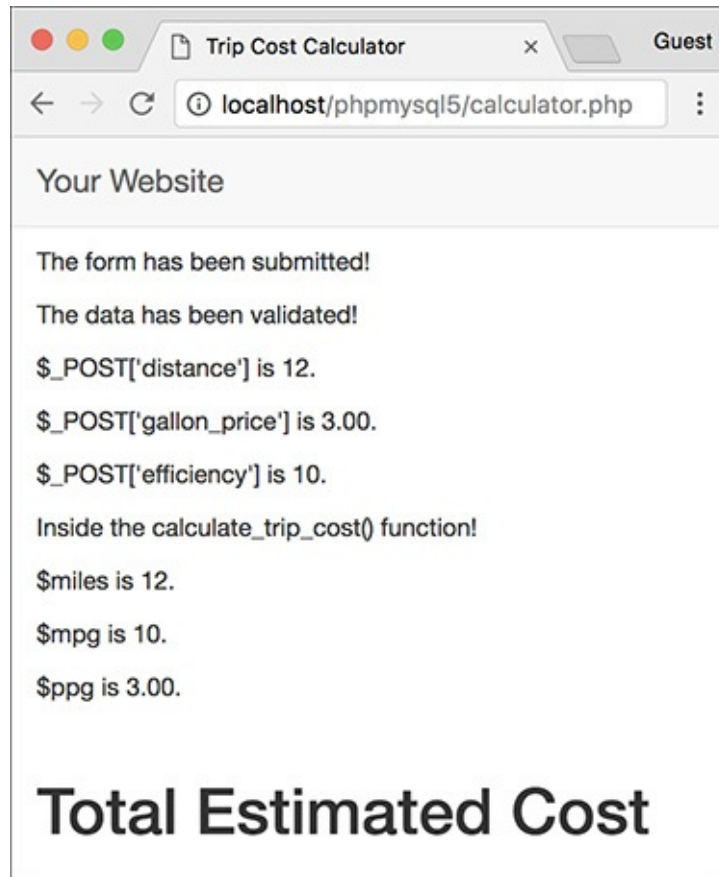 Trip Cost Calculator
Guest
localhost/phpmysql5/calculator.php
Your Website
The form has been submitted!
The data has been validated!
$_POST['distance'] is 12.
$_POST['gallon_price'] is 3.00.
$_POST['efficiency'] is 10.
Inside the calculate_trip_cost() function!
$miles is 12.
$mpg is 10.
$ppg is 3.00.
Total Estimated Cost